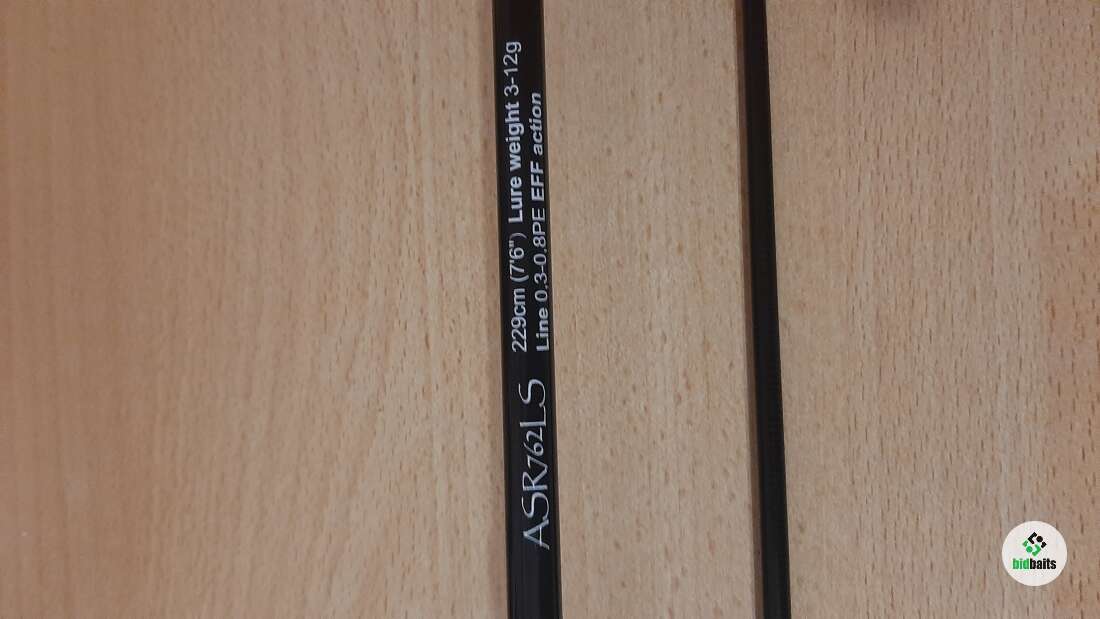 ASR762LS
229cm (7'6") Lure weight 3-12g
Line 0.3-0.8PE EFF action
bidbaits